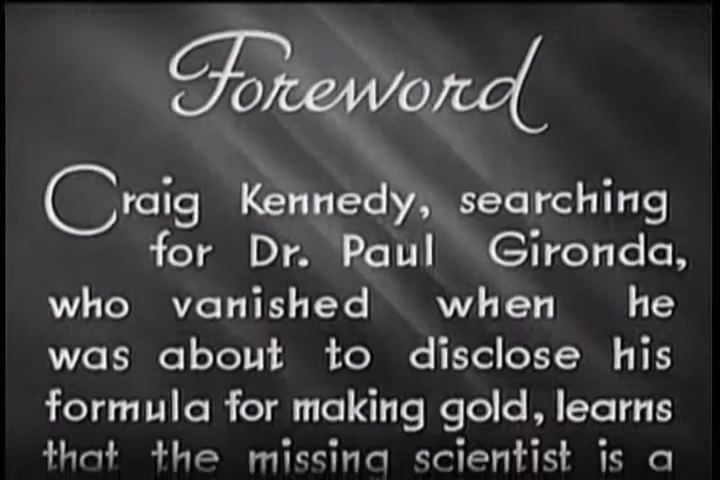 Foreword
Craig Kennedy, searching
for Dr. Paul Gironda,
who vanished when he
was about to disclose his
formula for making gold, learns
that the missing scientist is a